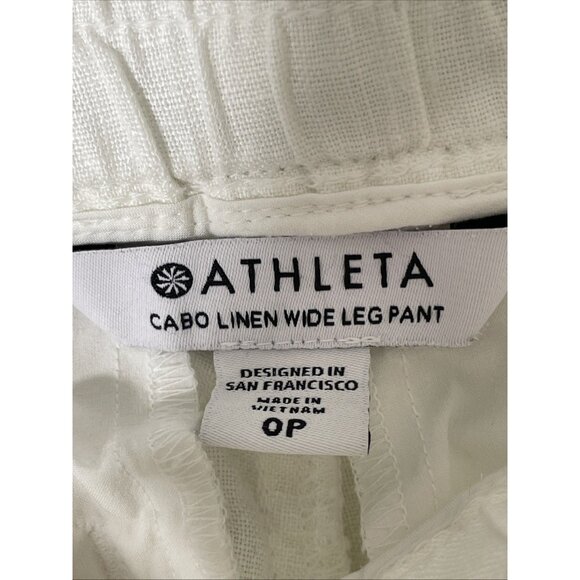 ATHLETA
CABO LINEN WIDE LEG PANT
DESIGNED IN
SAN FRANCISCO
MADE IN
VIETNAM
0P